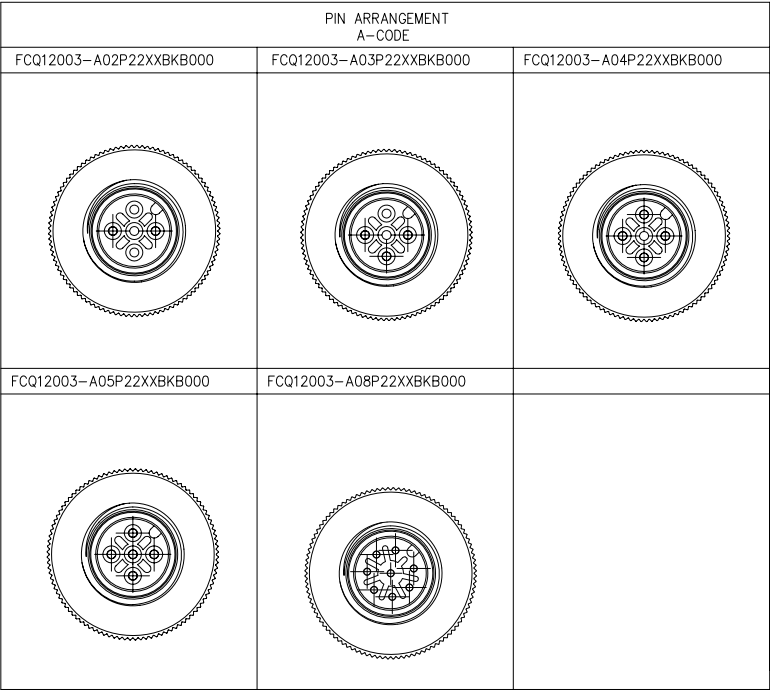 PIN ARRANGEMENT
A-CODE
FCQ12003-A02P22XXBKB000
FCQ12003-A03P22XXBKB000
FCQ12003-A04P22XXBKB000
FCQ12003-A05P22XXBKB000
FCQ12003-A08P22XXBKB000